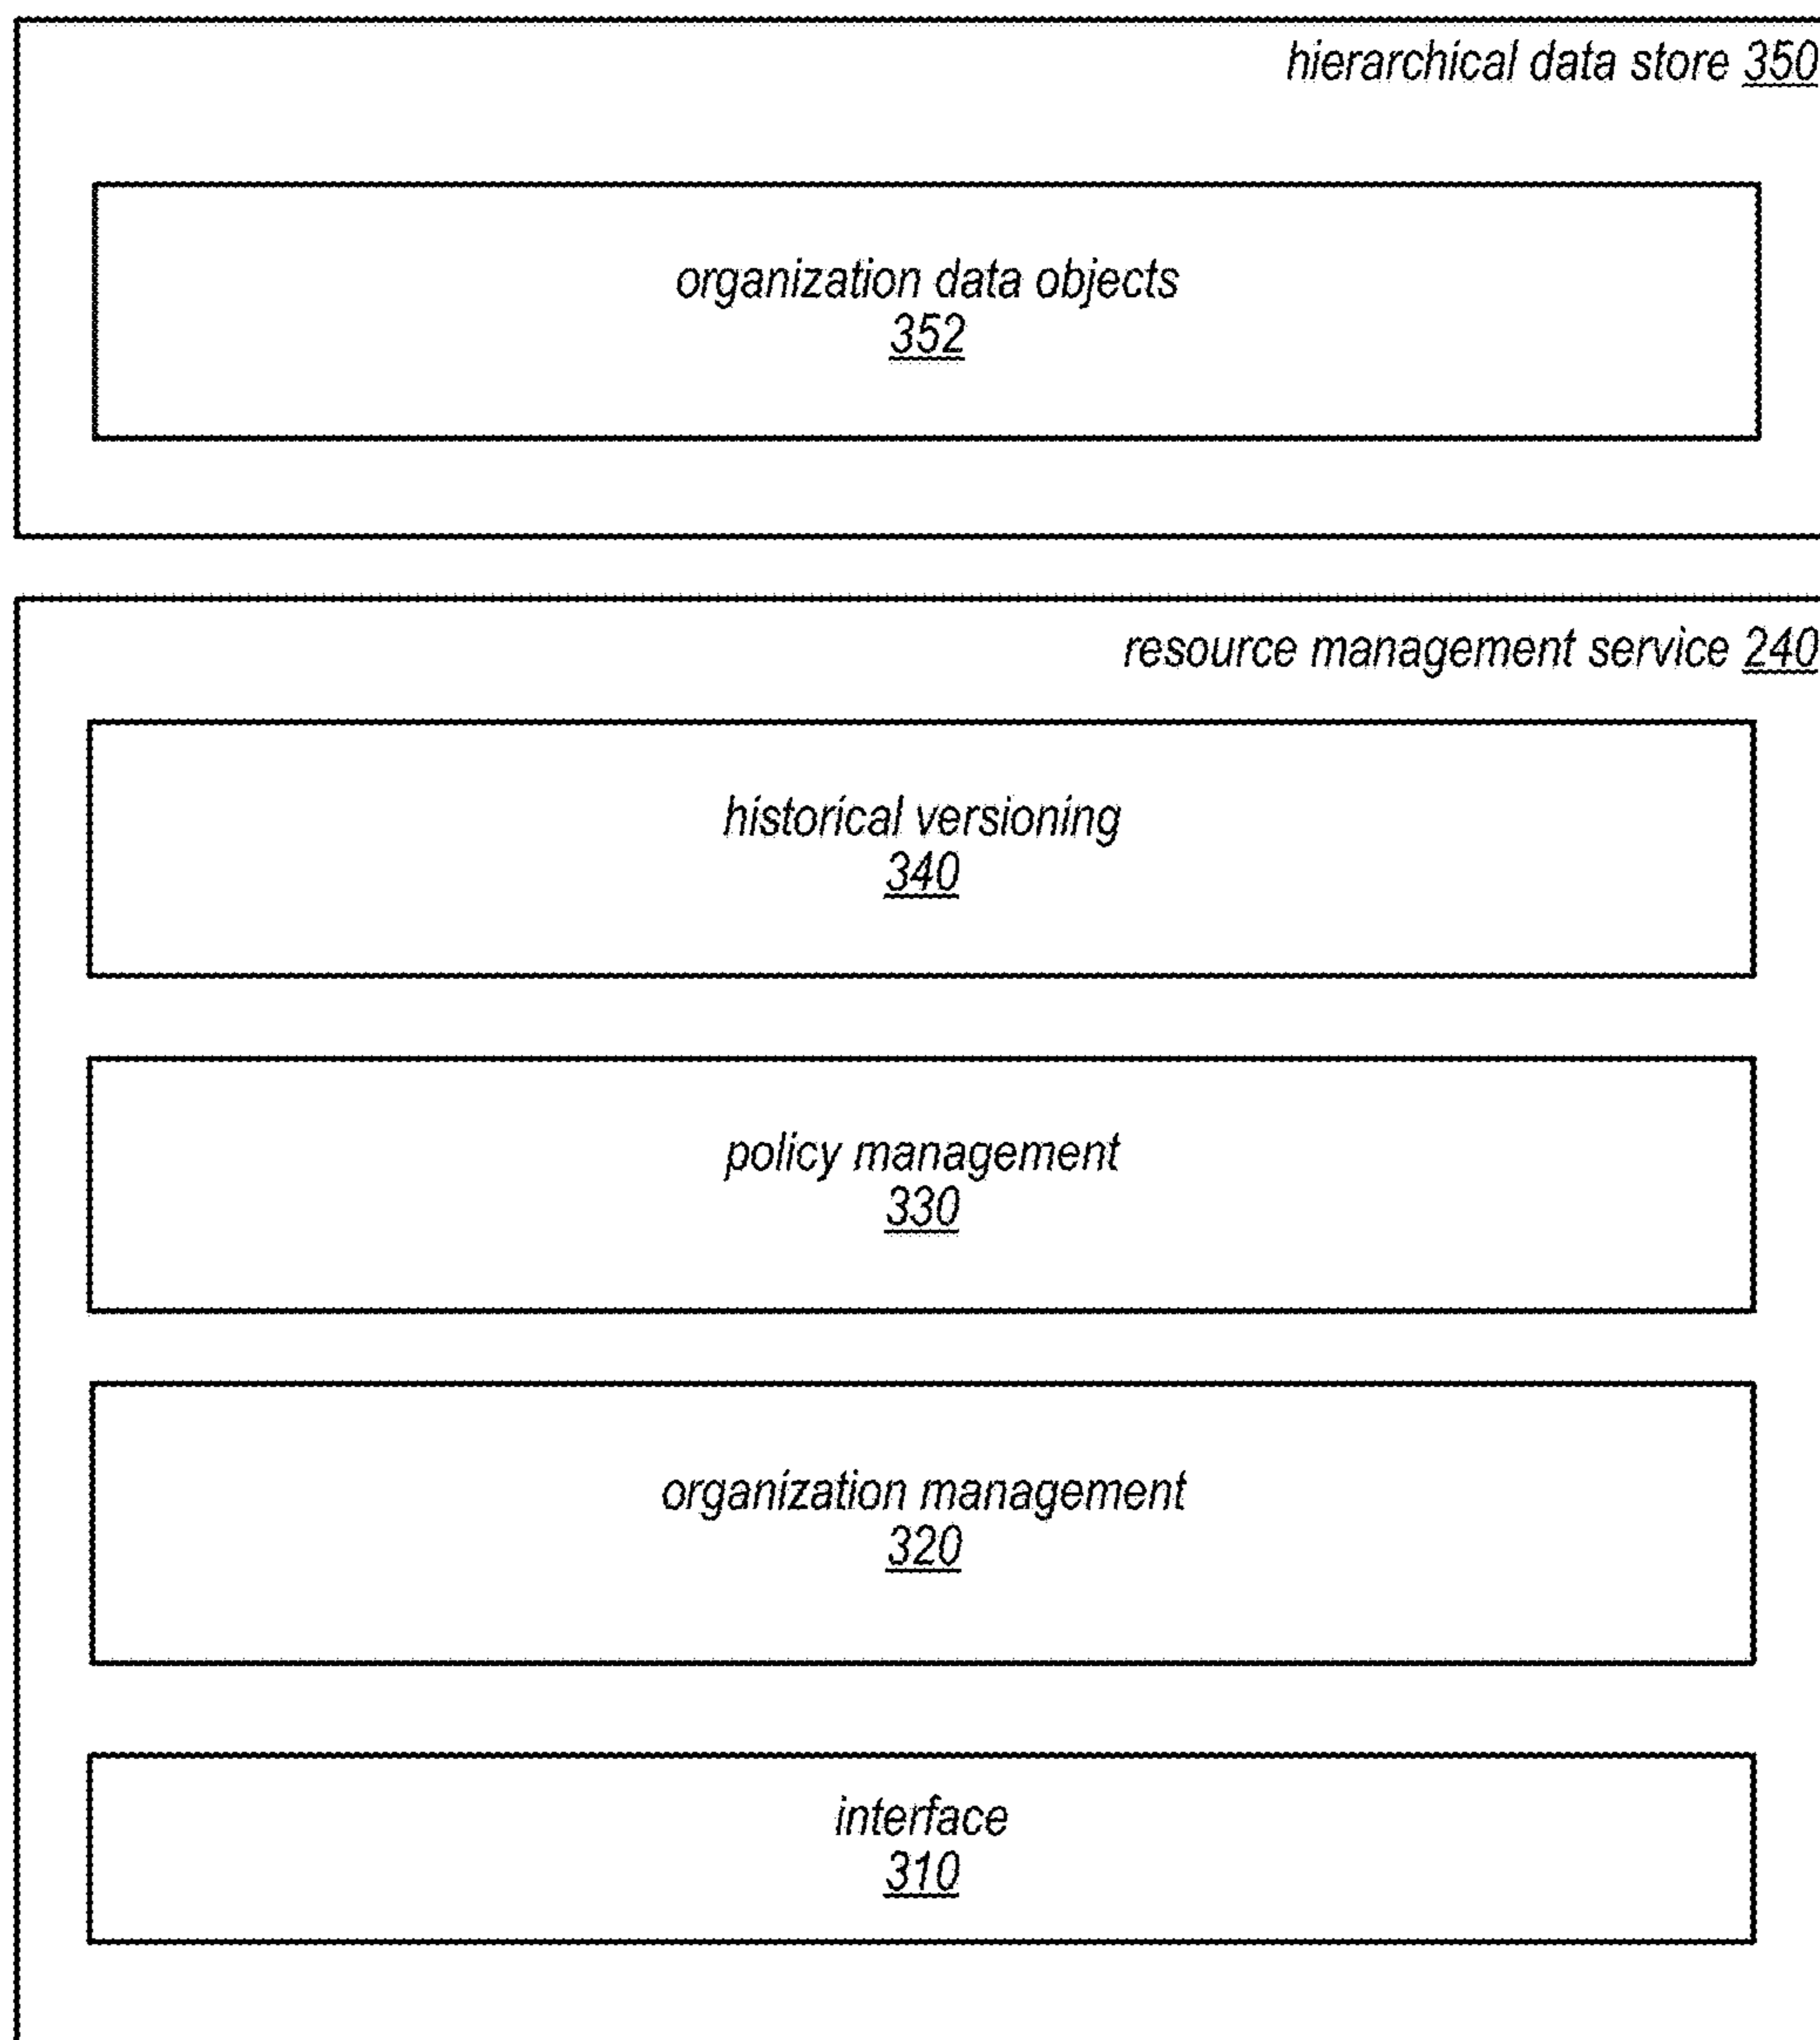 hierarchical data store 350
organization data objects
352
resource management service 240
historical versioning
340
policy management
330
organization management
320
interface
310